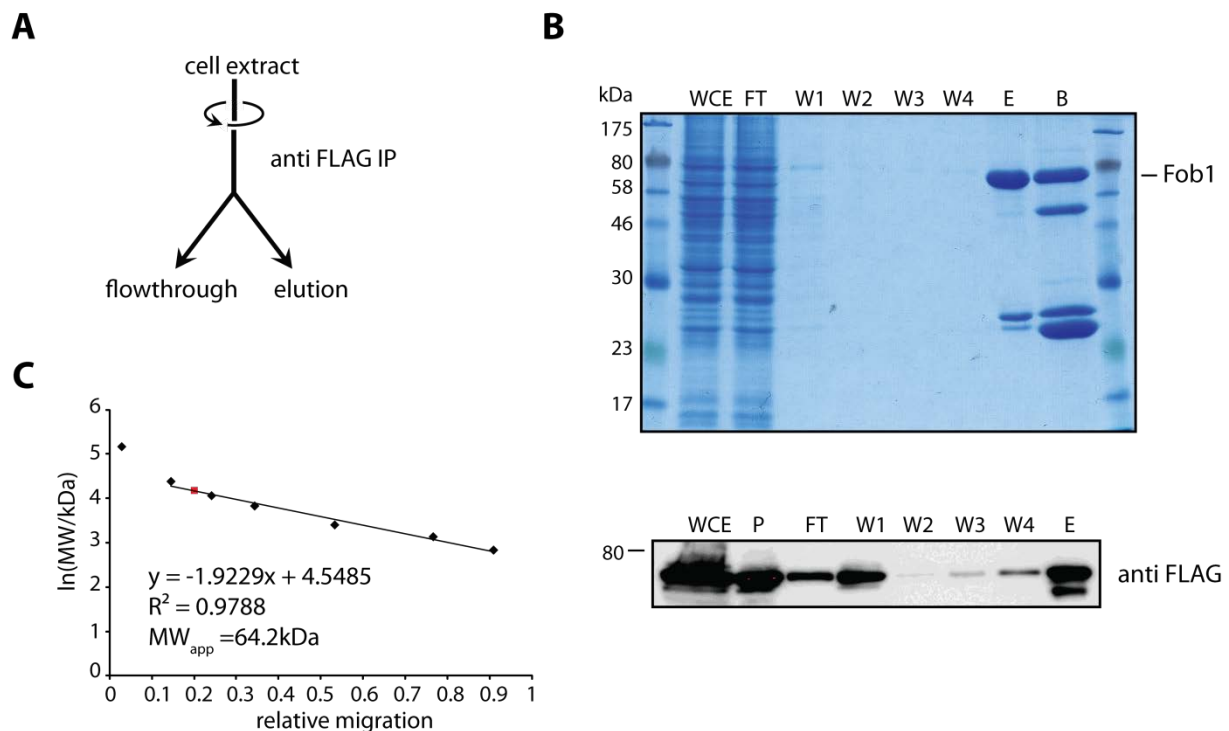 A
cell extract
anti FLAG IP
flowthrough elution
B
kDa WCE FT W1 W2 W3 W4 E B
175
80
58
46
30
23
17
Fob1
WCE P FT W1 W2 W3 W4 E
80
anti FLAG
C
6
5
4
3
2
1
0
ln(MW/kDa)
y = -1.9229x + 4.5485
R² = 0.9788
MWapp =64.2kDa
0 0.1 0.2 0.3 0.4 0.5 0.6 0.7 0.8 0.9 1
relative migration